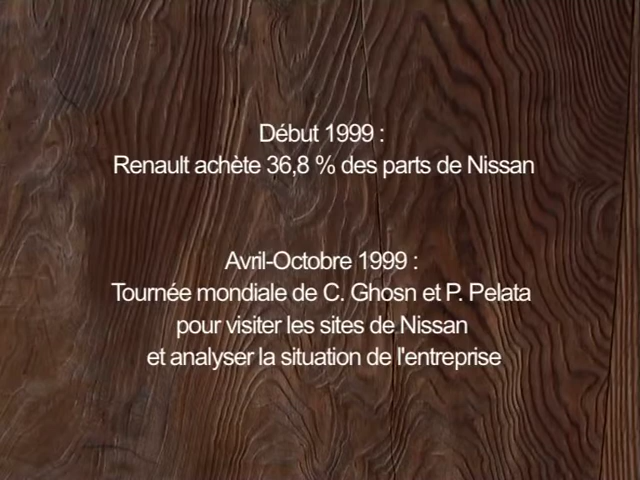 Début 1999 :
Renault achète 36,8 % des parts de Nissan
Avril-Octobre 1999 :
Tournée mondiale de C. Ghosn et P. Pelata
pour visiter les sites de Nissan
et analyser la situation de l'entreprise